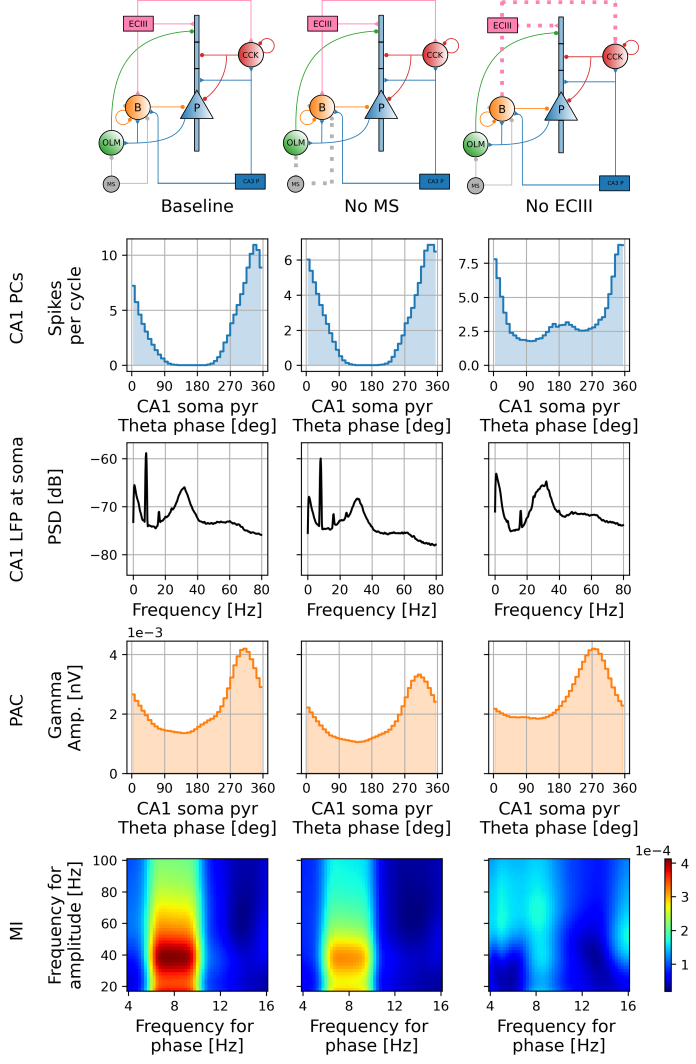 ECIII ECIII ECIII
CCK CCK CCK
B P B P B P
OLM OLM OLM
MS CA3 P MS CA3 P MS CA3 P
Baseline No MS No ECIII
CA1 PCs
Spikes
per cycle
10
5
0
6
4
2
0
7.5
5.0
2.5
0.0
0 90 180 270 360 0 90 180 270 360 0 90 180 270 360
CA1 soma pyr CA1 soma pyr CA1 soma pyr
Theta phase [deg] Theta phase [deg] Theta phase [deg]
CA1 LFP at soma
PSD [dB]
−60
−70
−80
0 20 40 60 80 0 20 40 60 80 0 20 40 60 80
Frequency [Hz] Frequency [Hz] Frequency [Hz]
1e−3
PAC
Gamma
Amp. [nV]
4
2
0
0 90 180 270 360 0 90 180 270 360 0 90 180 270 360
CA1 soma pyr CA1 soma pyr CA1 soma pyr
Theta phase [deg] Theta phase [deg] Theta phase [deg]
MI
Frequency for
amplitude [Hz]
100
80
60
40
20
1e−4
4
3
2
1
4 8 12 16 4 8 12 16 4 8 12 16
Frequency for Frequency for Frequency for
phase [Hz] phase [Hz] phase [Hz]